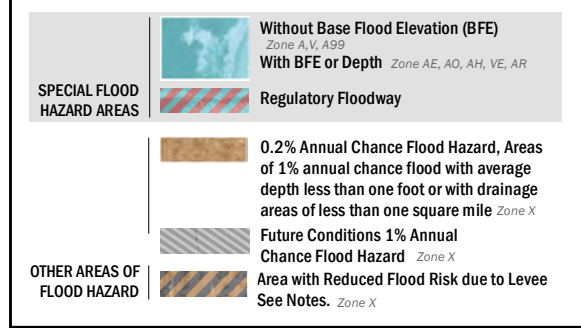 Without Base Flood Elevation (BFE)
Zone A,V, A99
With BFE or Depth Zone AE, AO, AH, VE, AR
SPECIAL FLOOD
HAZARD AREAS
Regulatory Floodway
0.2% Annual Chance Flood Hazard, Areas
of 1% annual chance flood with average
depth less than one foot or with drainage
areas of less than one square mile Zone X
Future Conditions 1% Annual
Chance Flood Hazard Zone X
OTHER AREAS OF
FLOOD HAZARD
Area with Reduced Flood Risk due to Levee
See Notes. Zone X